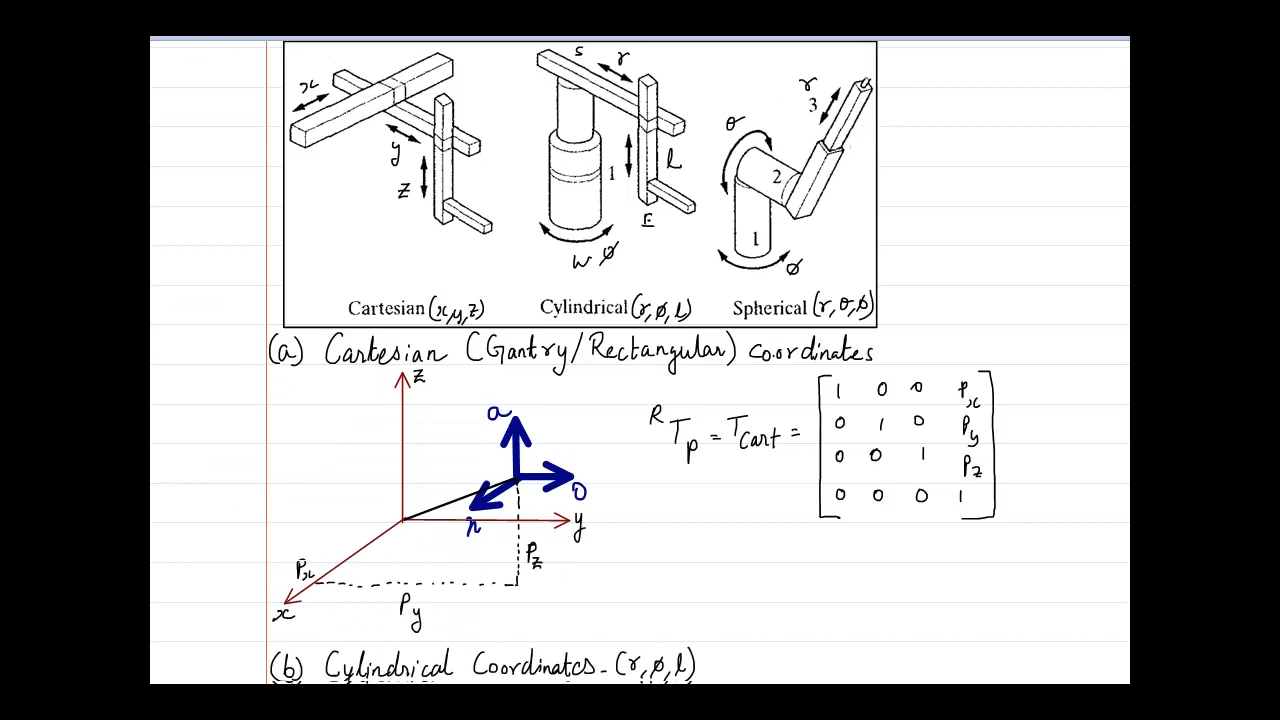 x
y
z
s
r
1
l
E
w ø
θ
r
3
2
1
ø
Cartesian (x,y,z)
Cylindrical (r,ø,l)
Spherical (r,θ,ø)
(a) Cartesian (Gantry/Rectangular) coordinates
z
a
o
n
y
Pz
Px
x
Py
R Tp = Tcart =
1 0 0 Px
0 1 0 Py
0 0 1 Pz
0 0 0 1
(b) Cylindrical Coordinates - (r,ø,l)